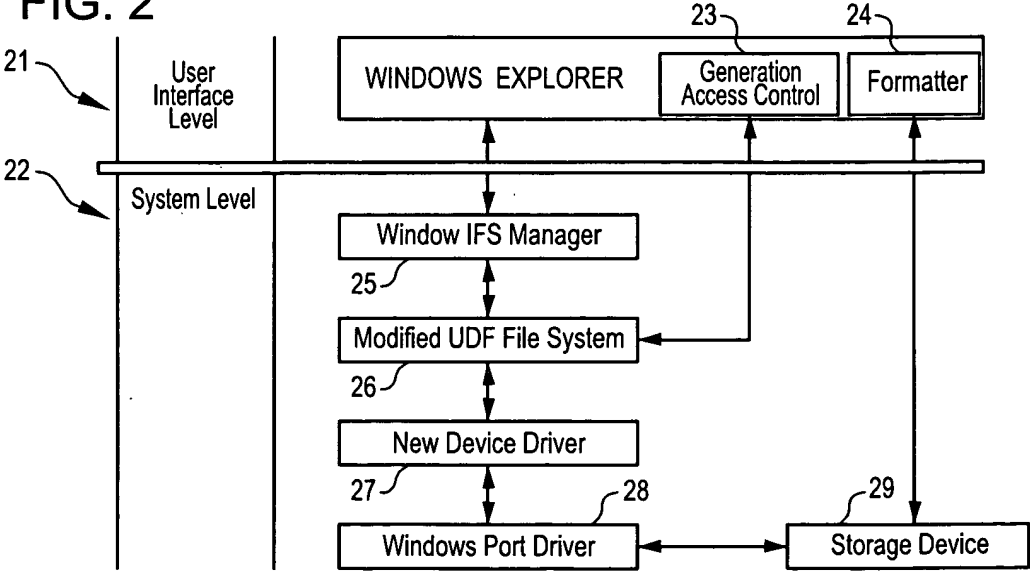 FIG. 2
23
24
21
User
Interface
Level
WINDOWS EXPLORER
Generation
Access Control
Formatter
22
System Level
Window IFS Manager
25
Modified UDF File System
26
New Device Driver
27
28
29
Windows Port Driver
Storage Device